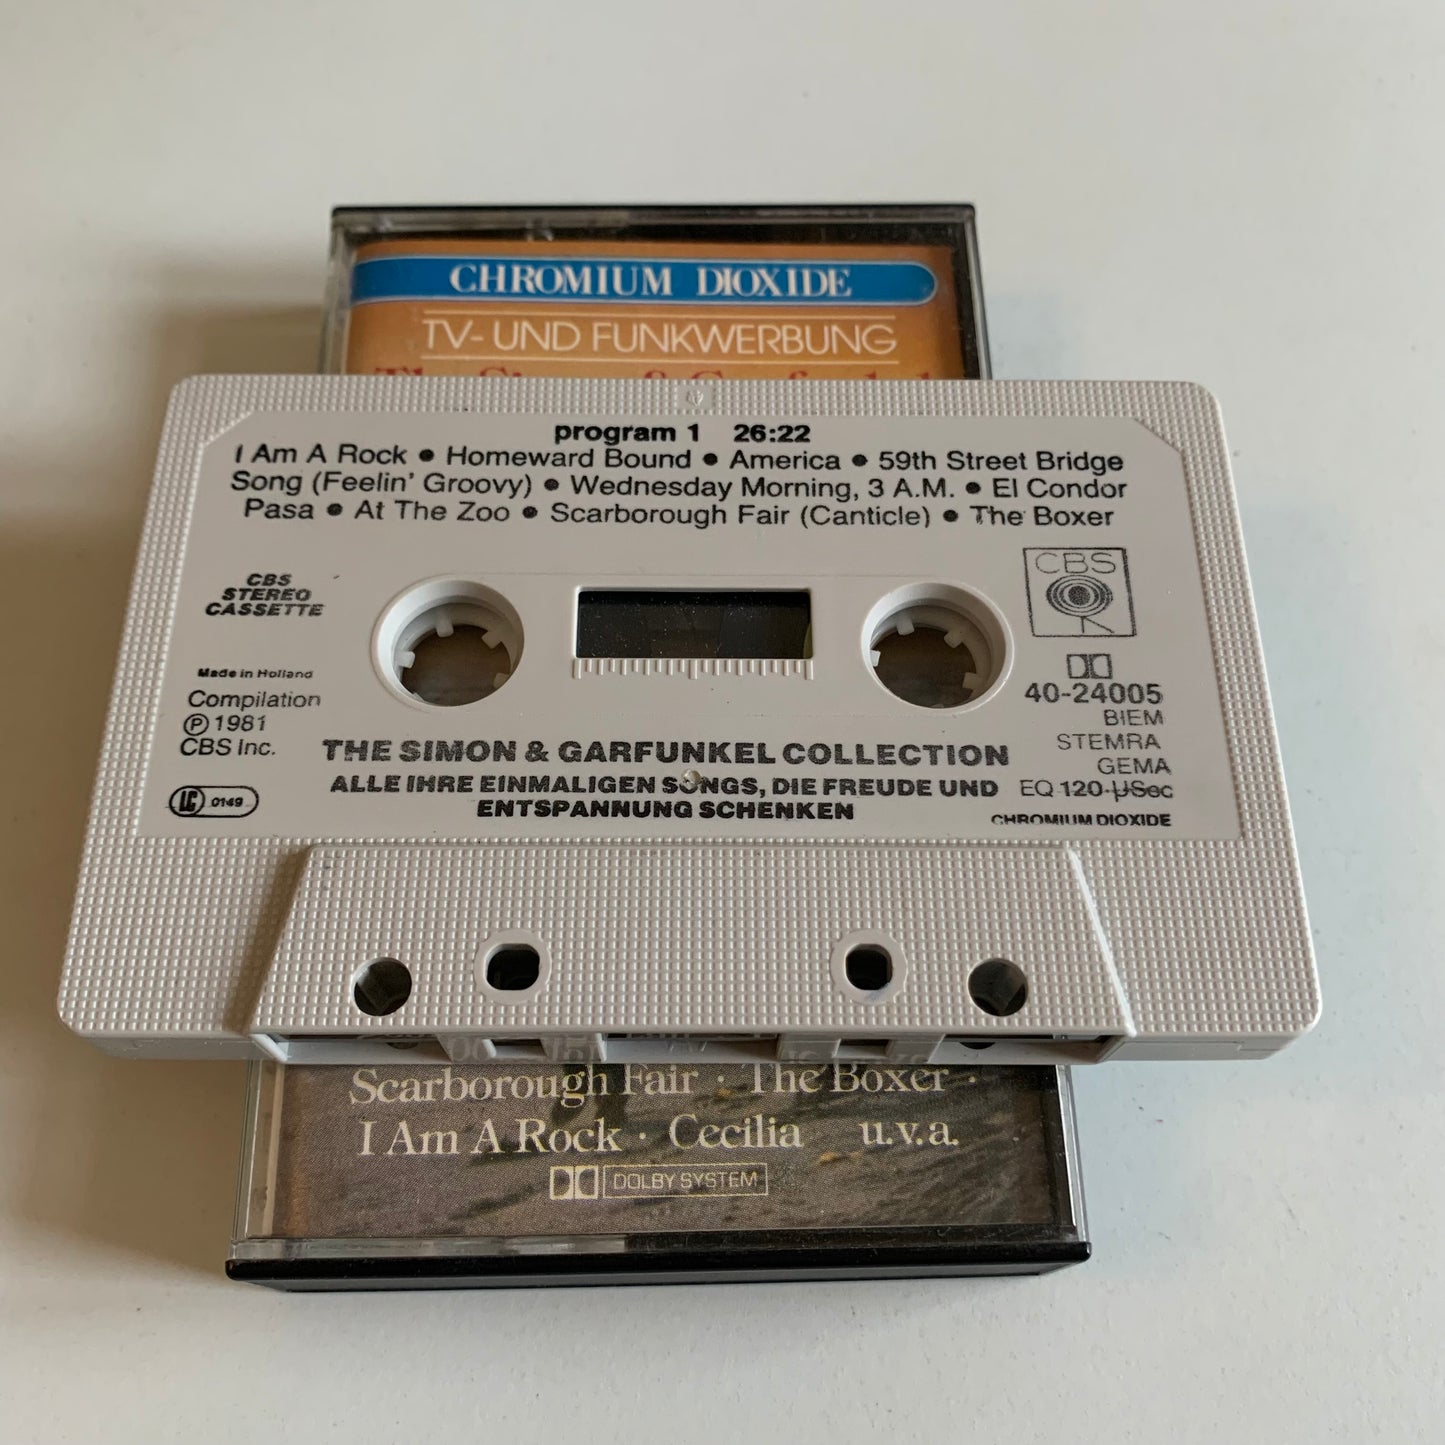 CHROMIUM DIOXIDE
TV- UND FUNKWERBUNG
The Simon & Garfunkel
program 1 26:22
I Am A Rock • Homeward Bound • America • 59th Street Bridge
Song (Feelin' Groovy) • Wednesday Morning, 3 A.M. • El Condor
Pasa • At The Zoo • Scarborough Fair (Canticle) • The Boxer
CBS
STEREO
CASSETTE
CBS
Made in Holland
Compilation
Ⓟ 1981
CBS Inc.
LC 0149
40-24005
BIEM
STEMRA
GEMA
EQ 120 µSec
CHROMIUM DIOXIDE
THE SIMON & GARFUNKEL COLLECTION
ALLE IHRE EINMALIGEN SONGS, DIE FREUDE UND
ENTSPANNUNG SCHENKEN
Scarborough Fair · The Boxer ·
I Am A Rock · Cecilia u.v.a.
DOLBY SYSTEM